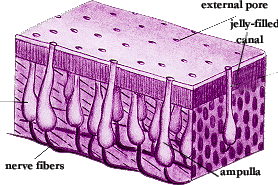 external pore
jelly-filled
canal
nerve fibers
ampulla